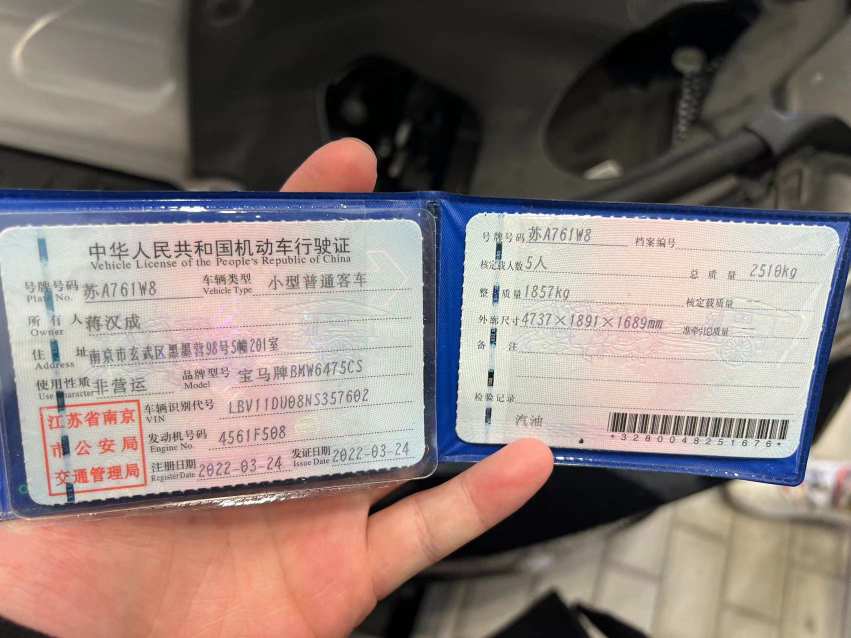 中华人民共和国机动车行驶证
Vehicle License of the People's Republic of China
号牌号码 苏A761W8 车辆类型 小型普通客车
Plate No. Vehicle Type
所有人 蒋汉成
Owner
住址 南京市玄武区黑墨营98号5幢201室
Address
使用性质 非营运 品牌型号 宝马牌BMW6475CS
Use Character Model
江苏省南京
市公安局
交通管理局
车辆识别代号 LBV11DU08NS357602
VIN
发动机号码 4561F508
Engine No.
注册日期 2022-03-24 发证日期 2022-03-24
Register Date Issue Date
号牌号码 苏A761W8 档案编号
核定载人数 5人 总质量 2510kg
整备质量 1857kg 核定载质量
外廓尺寸 4737×1891×1689mm 准牵引总质量
备注
检验记录
汽油
*3280048251676*